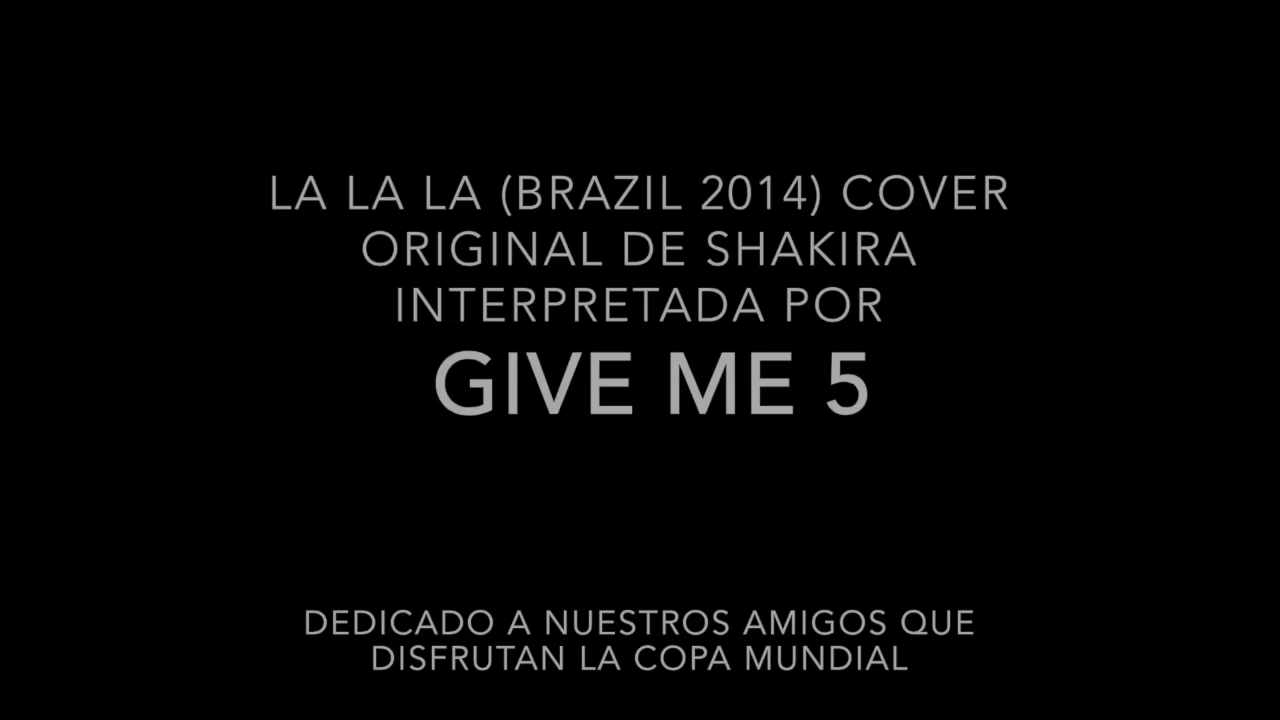 LA LA LA (BRAZIL 2014) COVER
ORIGINAL DE SHAKIRA
INTERPRETADA POR
GIVE ME 5
DEDICADO A NUESTROS AMIGOS QUE
DISFRUTAN LA COPA MUNDIAL